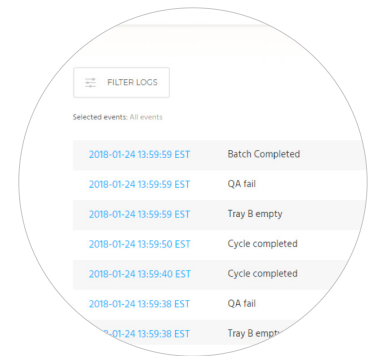 FILTER LOGS
Selected events: All events
2018-01-24 13:59:59 EST Batch Completed
2018-01-24 13:59:59 EST QA fail
2018-01-24 13:59:59 EST Tray B empty
2018-01-24 13:59:50 EST Cycle completed
2018-01-24 13:59:40 EST Cycle completed
2018-01-24 13:59:38 EST QA fail
-01-24 13:59:38 EST Tray B empty